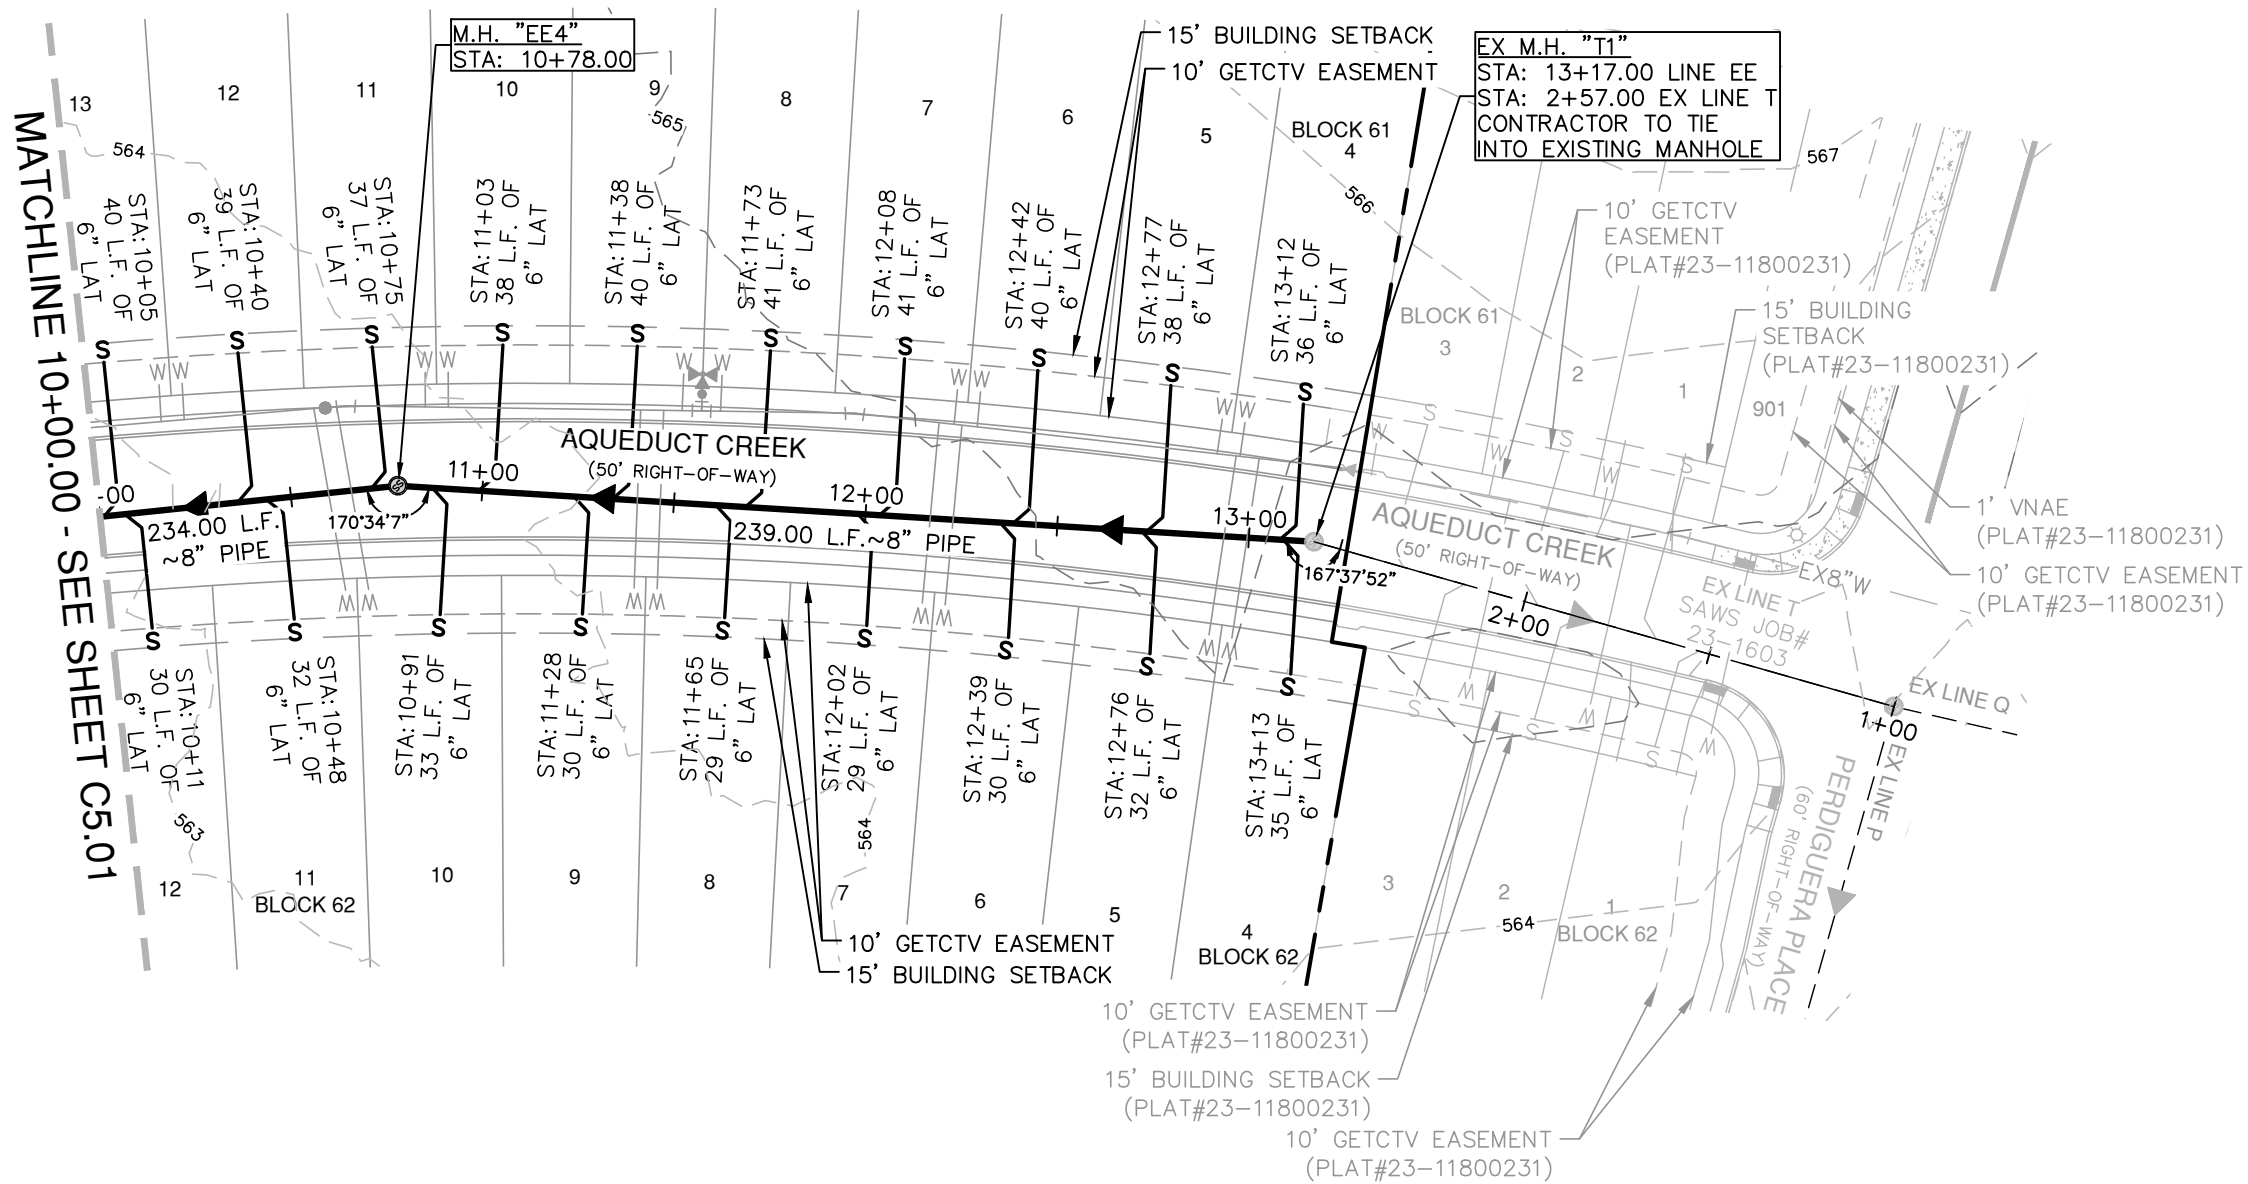 M.H. "EE4"
STA: 10+78.00
15' BUILDING SETBACK
10' GETCTV EASEMENT
EX M.H. "T1"
STA: 13+17.00 LINE EE
STA: 2+57.00 EX LINE T
CONTRACTOR TO TIE
INTO EXISTING MANHOLE
13
12
11
10
9
8
7
6
5
BLOCK 61
4
564
565
566
567
MATCHLINE 10+00.00 - SEE SHEET C5.01
STA:10+05
40 L.F. OF
6" LAT
STA:10+40
39 L.F. OF
6" LAT
STA:10+75
37 L.F. OF
6" LAT
STA:11+03
38 L.F. OF
6" LAT
STA:11+38
40 L.F. OF
6" LAT
STA:11+73
41 L.F. OF
6" LAT
STA:12+08
41 L.F. OF
6" LAT
STA:12+42
40 L.F. OF
6" LAT
STA:12+77
38 L.F. OF
6" LAT
STA:13+12
36 L.F. OF
6" LAT
10' GETCTV
EASEMENT
(PLAT#23-11800231)
15' BUILDING
SETBACK
(PLAT#23-11800231)
BLOCK 61
3
2
1
901
S S S S S S S S S S
S S S
W W W W W W W W W W
W W W
AQUEDUCT CREEK
(50' RIGHT-OF-WAY)
-00
11+00
12+00
13+00
SS
234.00 L.F.
~8" PIPE
170°34'7"
239.00 L.F.~8" PIPE
167°37'52"
AQUEDUCT CREEK
(50' RIGHT-OF-WAY)
1' VNAE
(PLAT#23-11800231)
10' GETCTV EASEMENT
(PLAT#23-11800231)
EX8"W
EX LINE T
SAWS JOB#
23-1603
2+00
1+00
EX LINE Q
EX LINE P
PERDIGUERA PLACE
(60' RIGHT-OF-WAY)
W W W W W W W W
W W W
S S S S S S S S S
S S S
STA:10+11
30 L.F. OF
6" LAT
STA:10+48
32 L.F. OF
6" LAT
STA:10+91
33 L.F. OF
6" LAT
STA:11+28
30 L.F. OF
6" LAT
STA:11+65
29 L.F. OF
6" LAT
STA:12+02
29 L.F. OF
6" LAT
STA:12+39
30 L.F. OF
6" LAT
STA:12+76
32 L.F. OF
6" LAT
STA:13+13
35 L.F. OF
6" LAT
563
564
564
12
11
BLOCK 62
10
9
8
7
6
5
4
BLOCK 62
3
2
1
BLOCK 62
10' GETCTV EASEMENT
15' BUILDING SETBACK
10' GETCTV EASEMENT
(PLAT#23-11800231)
15' BUILDING SETBACK
(PLAT#23-11800231)
10' GETCTV EASEMENT
(PLAT#23-11800231)